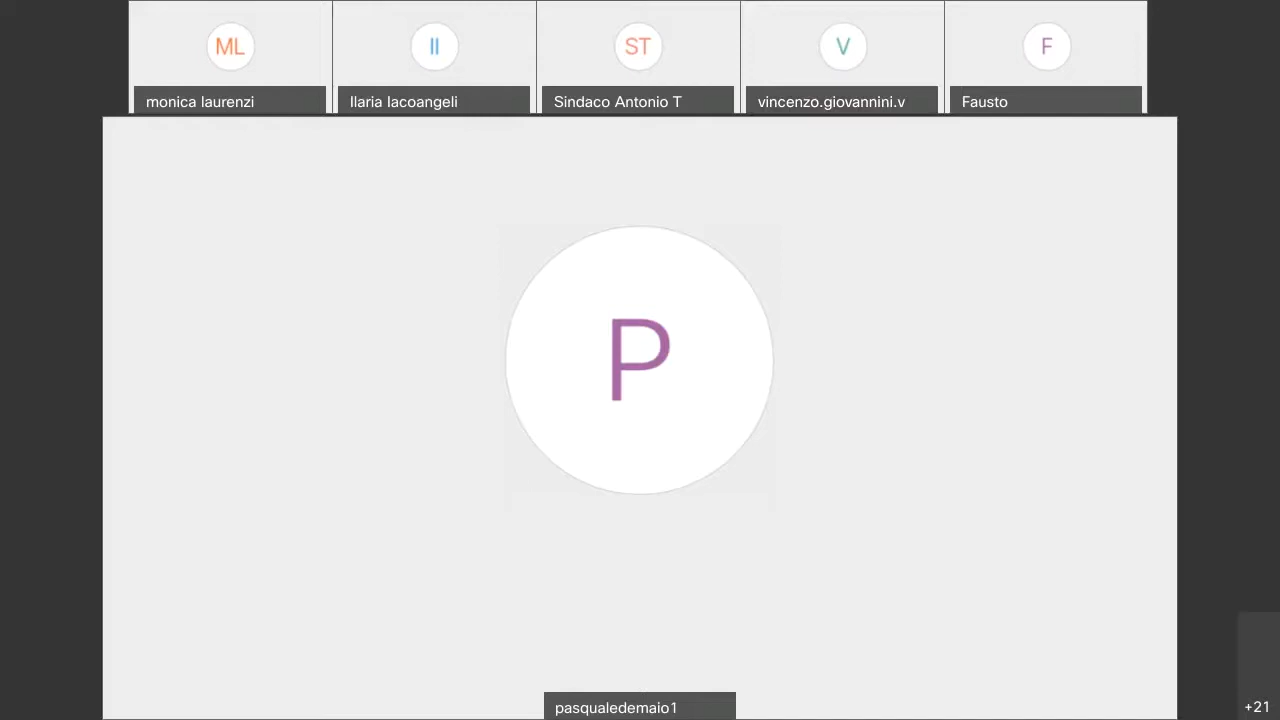 ML
II
ST
V
F
monica laurenzi
Ilaria Iacoangeli
Sindaco Antonio T
vincenzo.giovannini.v
Fausto
P
pasqualedemaio1
+21